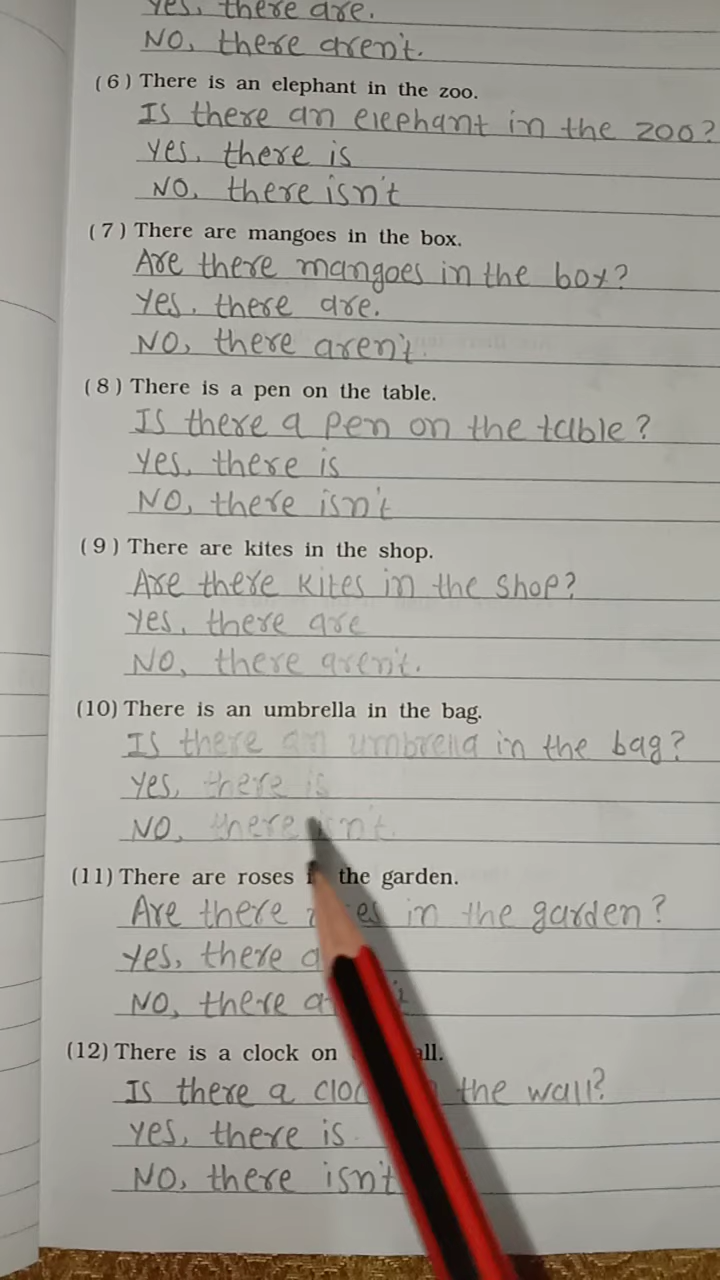 Yes, there are.
NO, there aren't.
(6) There is an elephant in the zoo.
Is there an elephant in the zoo?
Yes, there is
NO, there isn't
(7) There are mangoes in the box.
Are there mangoes in the box?
Yes, there are.
NO, there aren't.
(8) There is a pen on the table.
Is there a pen on the table?
Yes, there is
NO, there isn't
(9) There are kites in the shop.
Are there kites in the shop?
Yes, there are
NO, there aren't.
(10) There is an umbrella in the bag.
Is there an umbrella in the bag?
Yes, there is
NO, there isn't.
(11) There are roses the garden.
Are there in the garden?
Yes, there
NO, there
(12) There is a clock on
Is there a the wall?
Yes, there is.
NO, there isn't